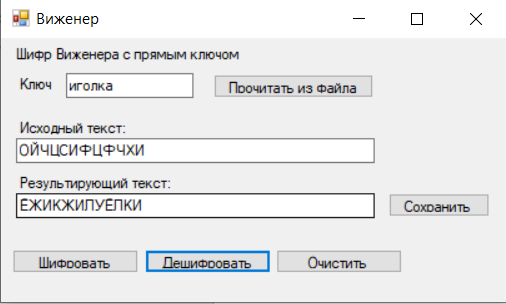 Виженер
Шифр Виженера с прямым ключом
Ключ иголка Прочитать из файла
Исходный текст:
ОЙЧЦСИФЦФЧХИ
Результирующий текст:
ЁЖИКЖИЛУЁЛКИ Сохранить
Шифровать Дешифровать Очистить